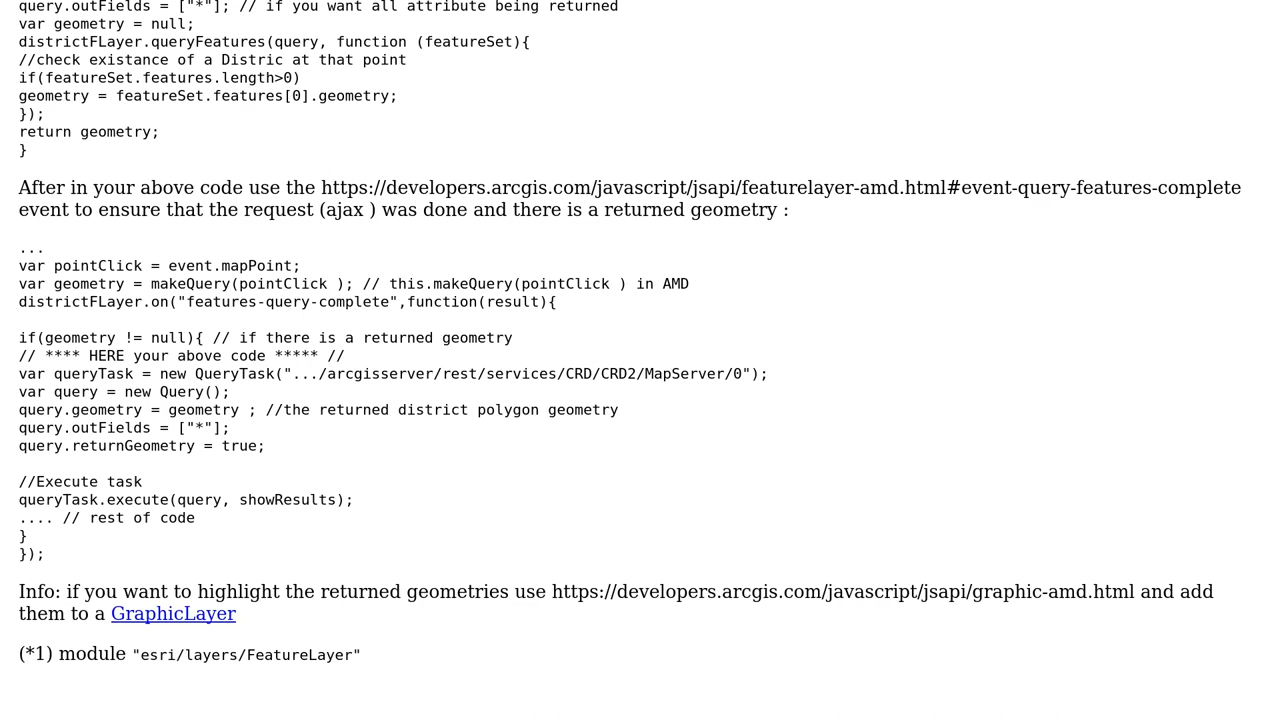 query.outFields = ["*"]; // if you want all attribute being returned
var geometry = null;
districtFLayer.queryFeatures(query, function (featureSet){
//check existance of a Distric at that point
if(featureSet.features.length>0)
geometry = featureSet.features[0].geometry;
});
return geometry;
}
After in your above code use the https://developers.arcgis.com/javascript/jsapi/featurelayer-amd.html#event-query-features-complete
event to ensure that the request (ajax ) was done and there is a returned geometry :
...
var pointClick = event.mapPoint;
var geometry = makeQuery(pointClick ); // this.makeQuery(pointClick ) in AMD
districtFLayer.on("features-query-complete",function(result){
if(geometry != null){ // if there is a returned geometry
// **** HERE your above code ***** //
var queryTask = new QueryTask(".../arcgisserver/rest/services/CRD/CRD2/MapServer/0");
var query = new Query();
query.geometry = geometry ; //the returned district polygon geometry
query.outFields = ["*"];
query.returnGeometry = true;
//Execute task
queryTask.execute(query, showResults);
.... // rest of code
}
});
Info: if you want to highlight the returned geometries use https://developers.arcgis.com/javascript/jsapi/graphic-amd.html and add
them to a GraphicLayer
(*1) module "esri/layers/FeatureLayer"